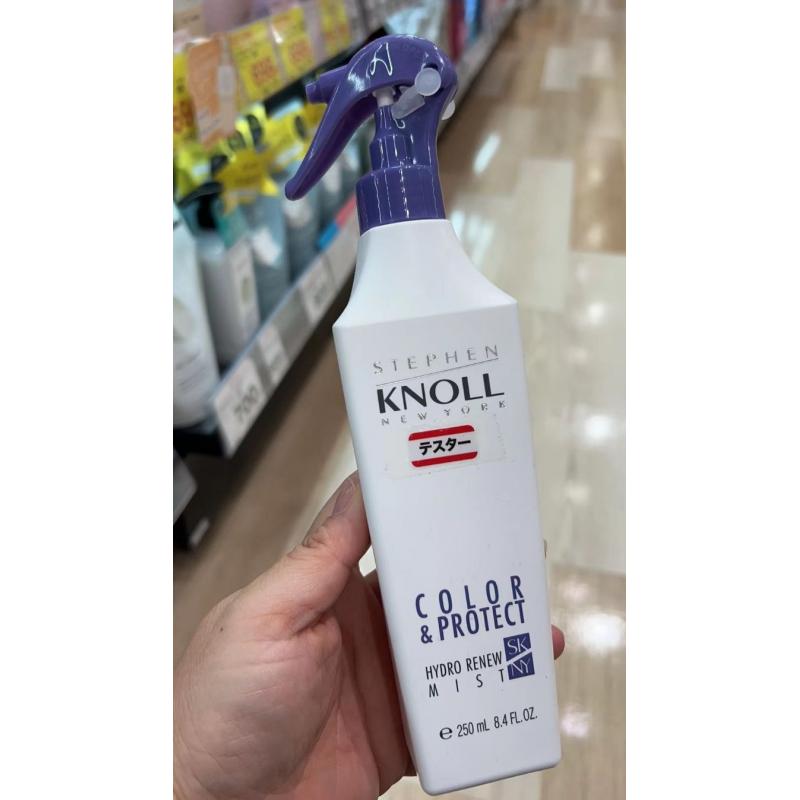 STEPHEN
KNOLL
NEW YORK
テスター
COLOR
& PROTECT
HYDRO RENEW
MIST
SK
NY
e 250 mL 8.4 FL.OZ.
700